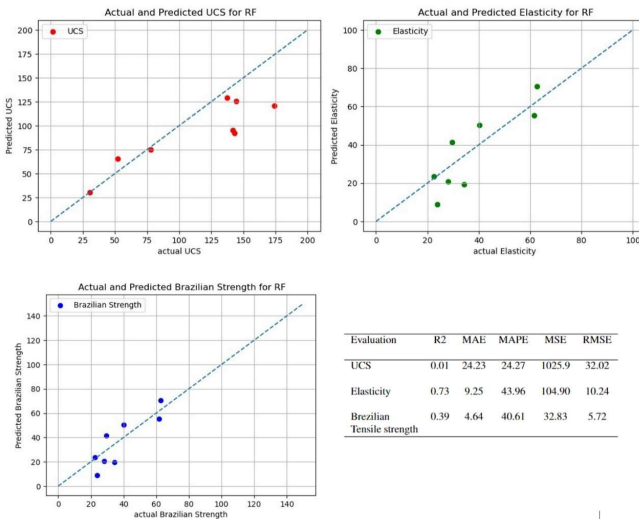 Actual and Predicted UCS for RF
UCS
200
175
150
125
100
75
50
25
0
Predicted UCS
0 25 50 75 100 125 150 175 200
actual UCS
Actual and Predicted Elasticity for RF
Elasticity
100
80
60
40
20
0
Predicted Elasticity
0 20 40 60 80 100
actual Elasticity
Actual and Predicted Brazilian Strength for RF
Brazilian Strength
140
120
100
80
60
40
20
0
Predicted Brazilian Strength
0 20 40 60 80 100 120 140
actual Brazilian Strength
Evaluation R2 MAE MAPE MSE RMSE
UCS 0.01 24.23 24.27 1025.9 32.02
Elasticity 0.73 9.25 43.96 104.90 10.24
Brezilian 0.39 4.64 40.61 32.83 5.72
Tensile strength